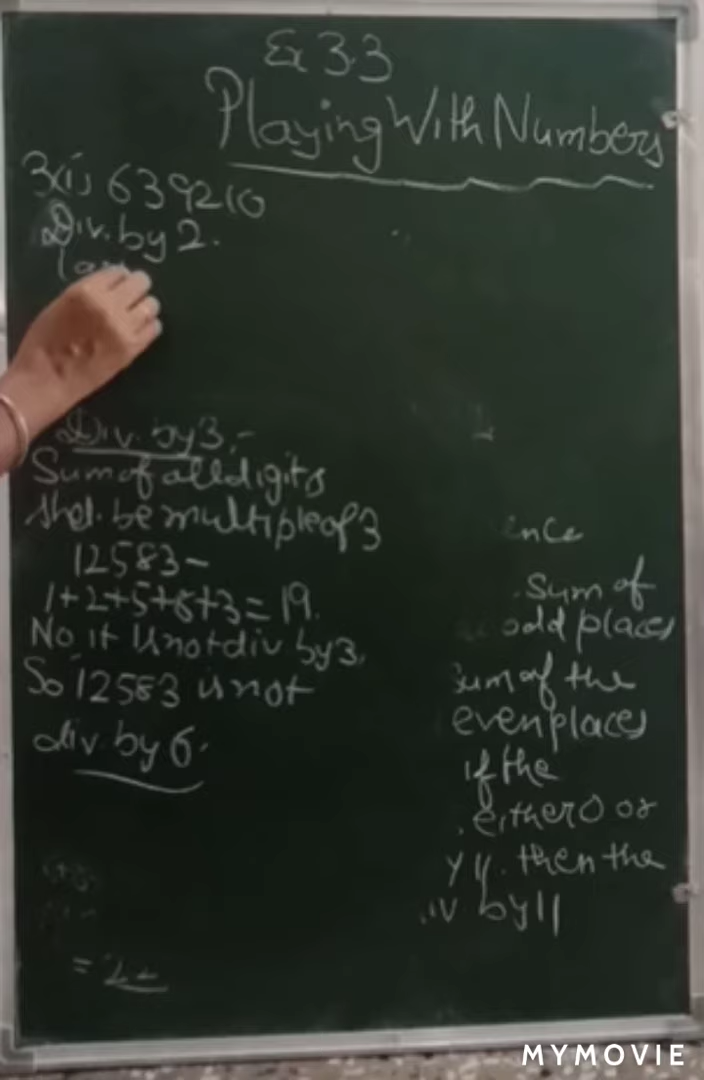 Ex 3.3
Playing With Numbers
3(i) 639210
Div. by 2.
Div. by 3,-
Sum of all digits
shd. be multiple of 3
12583-
1+2+5+8+3=19.
No, it is not div by 3,
So 12583 is not
div. by 6.
ence
Sum of
odd places
Sum of the
even places
if the
either 0 or
y 11. then the
iv. by 11
MYMOVIE